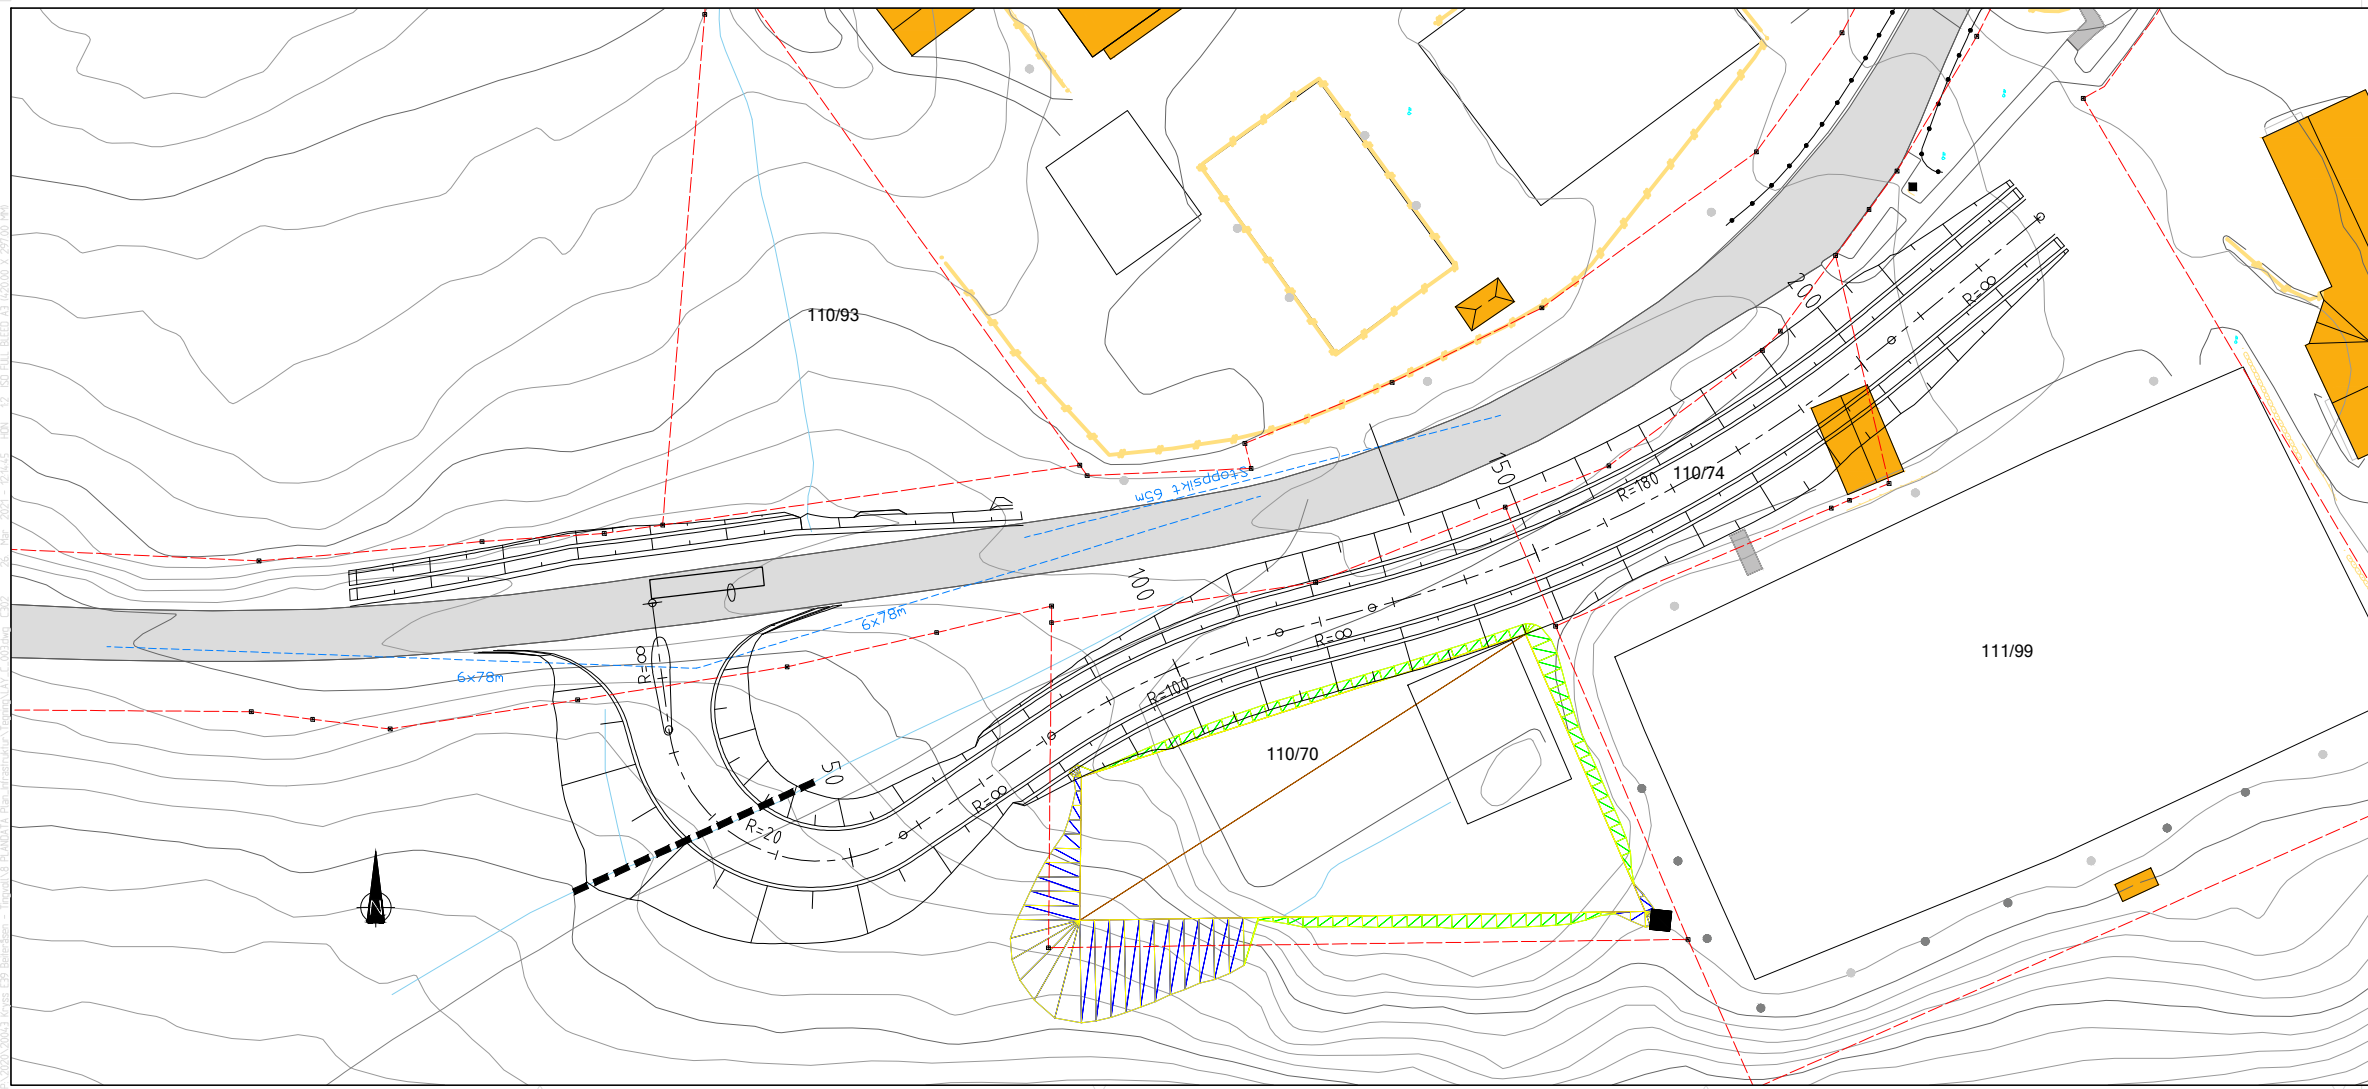 110/93
200
R=∞
Stoppsikt 65m
150
110/74
R=180
0
100
6x78m
R=∞
R=∞
111/99
6x78m
R=100
110/70
50
R=∞
R=20
N